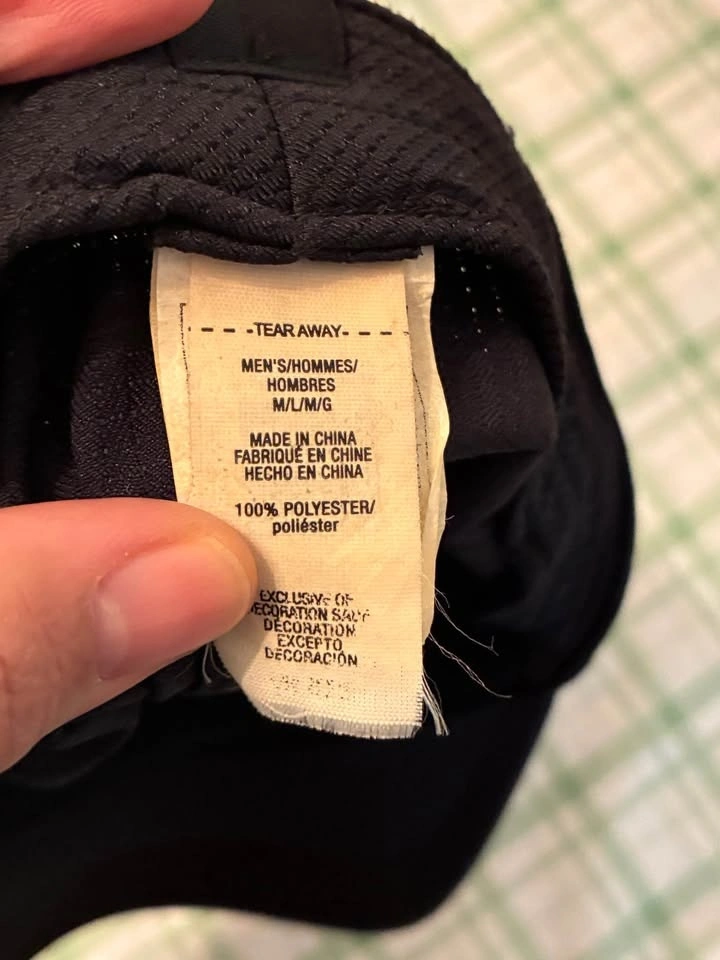 - - - -TEAR AWAY- - - -
MEN'S/HOMMES/
HOMBRES
M/L/M/G
MADE IN CHINA
FABRIQUÉ EN CHINE
HECHO EN CHINA
100% POLYESTER/
poliéster
EXCLUSIVE OF
DECORATION SAUF
DÉCORATION
EXCEPTO
DECORACIÓN